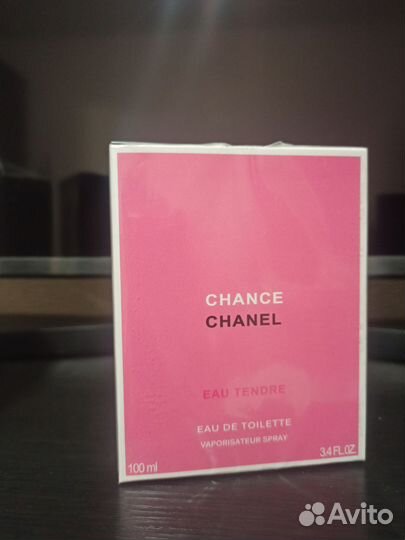 CHANCE
CHANEL
EAU TENDRE
EAU DE TOILETTE
VAPORISATEUR SPRAY
100 ml
3.4 FL.OZ
Avito